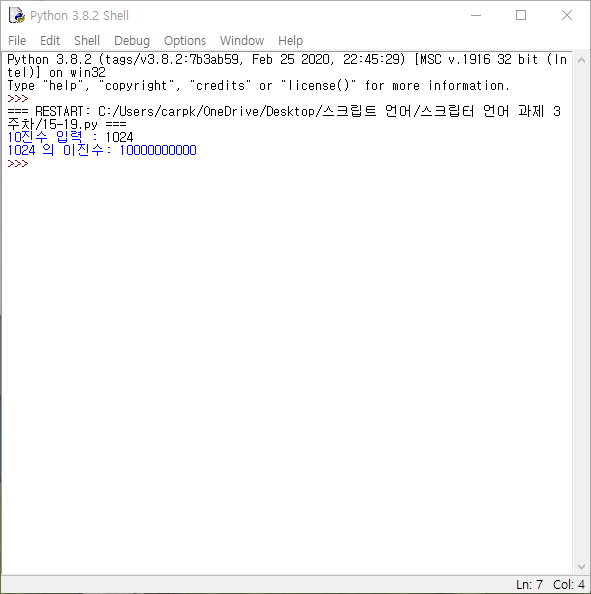 Python 3.8.2 Shell
File Edit Shell Debug Options Window Help
Python 3.8.2 (tags/v3.8.2:7b3ab59, Feb 25 2020, 22:45:29) [MSC v.1916 32 bit (In
tel)] on win32
Type "help", "copyright", "credits" or "license()" for more information.
>>>
=== RESTART: C:/Users/carpk/OneDrive/Desktop/스크립트 언어/스크립터 언어 과제 3
주차/15-19.py ===
10진수 입력 : 1024
1024 의 이진수: 10000000000
>>>
Ln: 7 Col: 4